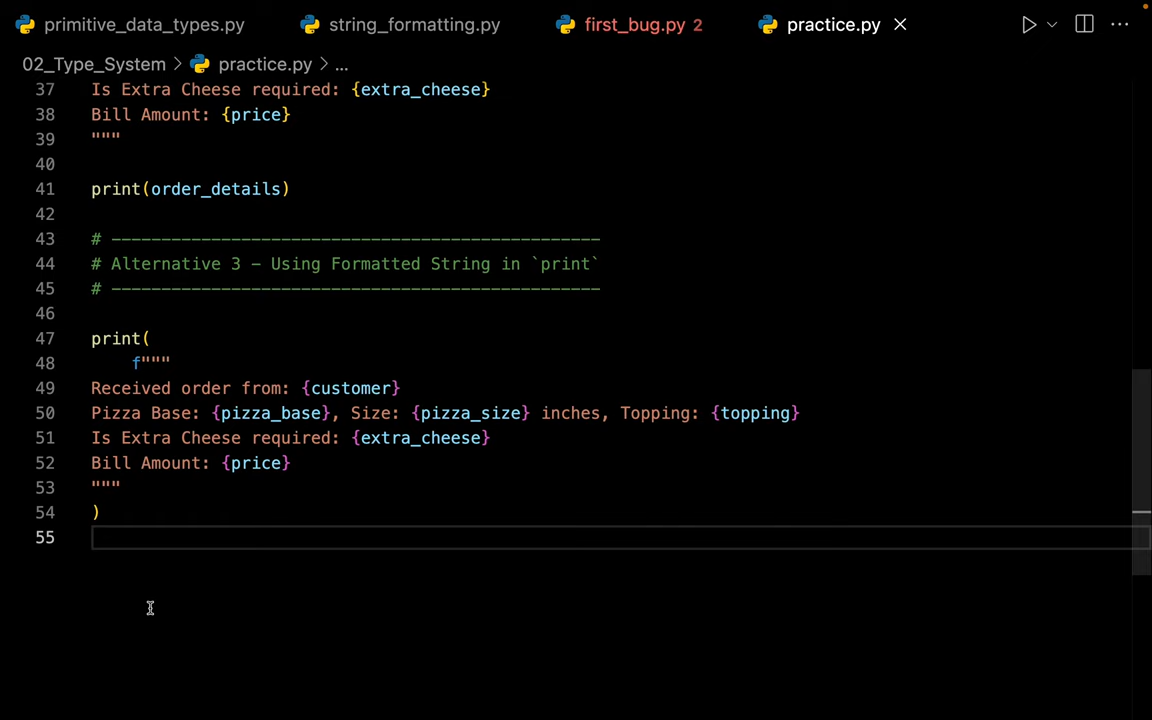 primitive_data_types.py string_formatting.py first_bug.py 2 practice.py
02_Type_System > practice.py > ...
37 Is Extra Cheese required: {extra_cheese}
38 Bill Amount: {price}
39 """
40
41 print(order_details)
42
43 # -------------------------------------------------
44 # Alternative 3 - Using Formatted String in `print`
45 # -------------------------------------------------
46
47 print(
48     f"""
49 Received order from: {customer}
50 Pizza Base: {pizza_base}, Size: {pizza_size} inches, Topping: {topping}
51 Is Extra Cheese required: {extra_cheese}
52 Bill Amount: {price}
53 """
54 )
55